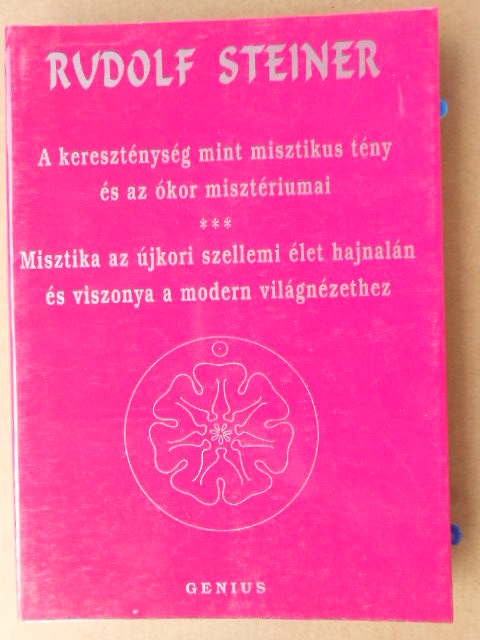 RUDOLF STEINER
A kereszténység mint misztikus tény
és az ókor misztériumai
***
Misztika az újkori szellemi élet hajnalán
és viszonya a modern világnézethez
GENIUS